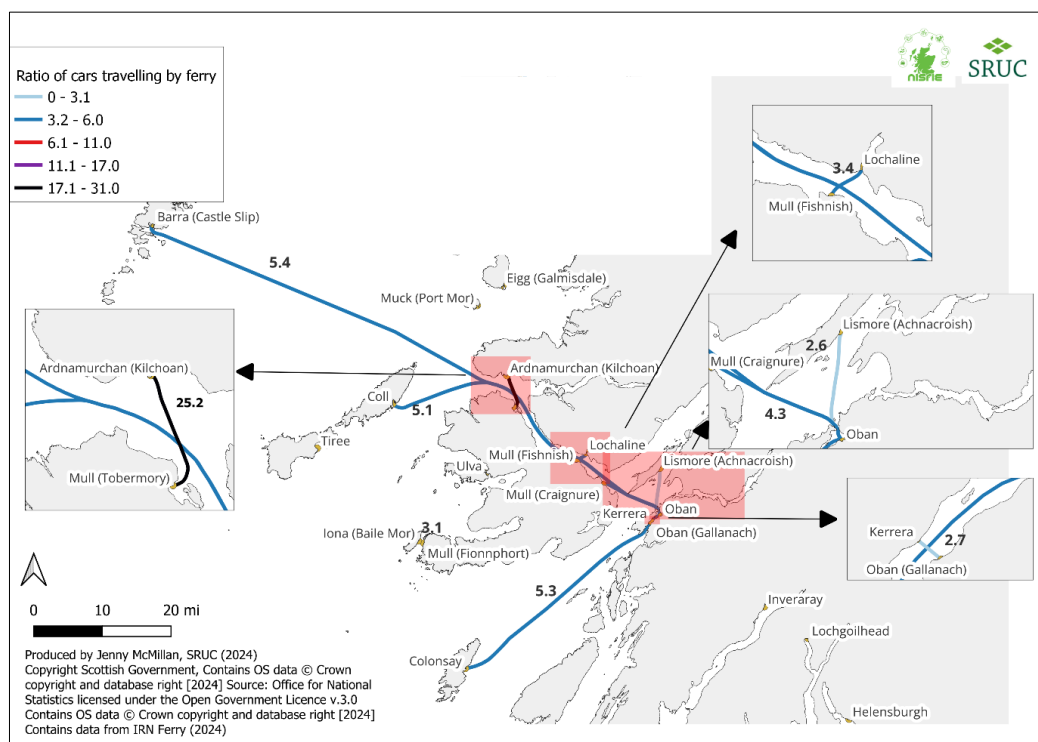 Ratio of cars travelling by ferry
0 - 3.1
3.2 - 6.0
6.1 - 11.0
11.1 - 17.0
17.1 - 31.0
NISRIE
SRUC
Barra (Castle Slip)
5.4
Eigg (Galmisdale)
Muck (Port Mor)
Ardnamurchan (Kilchoan)
Coll
5.1
Tiree
Lochaline
Mull (Fishnish)
Ulva
Lismore (Achnacroish)
Mull (Craignure)
Kerrera
Oban
Oban (Gallanach)
Iona (Baile Mor)
3.1
Mull (Fionnphort)
5.3
Colonsay
Inveraray
Lochgoilhead
Helensburgh
Lochaline
3.4
Mull (Fishnish)
Lismore (Achnacroish)
2.6
Mull (Craignure)
4.3
Oban
Kerrera
2.7
Oban (Gallanach)
Ardnamurchan (Kilchoan)
25.2
Mull (Tobermory)
0 10 20 mi
Produced by Jenny McMillan, SRUC (2024)
Copyright Scottish Government, Contains OS data © Crown
copyright and database right [2024] Source: Office for National
Statistics licensed under the Open Government Licence v.3.0
Contains OS data © Crown copyright and database right [2024]
Contains data from IRN Ferry (2024)